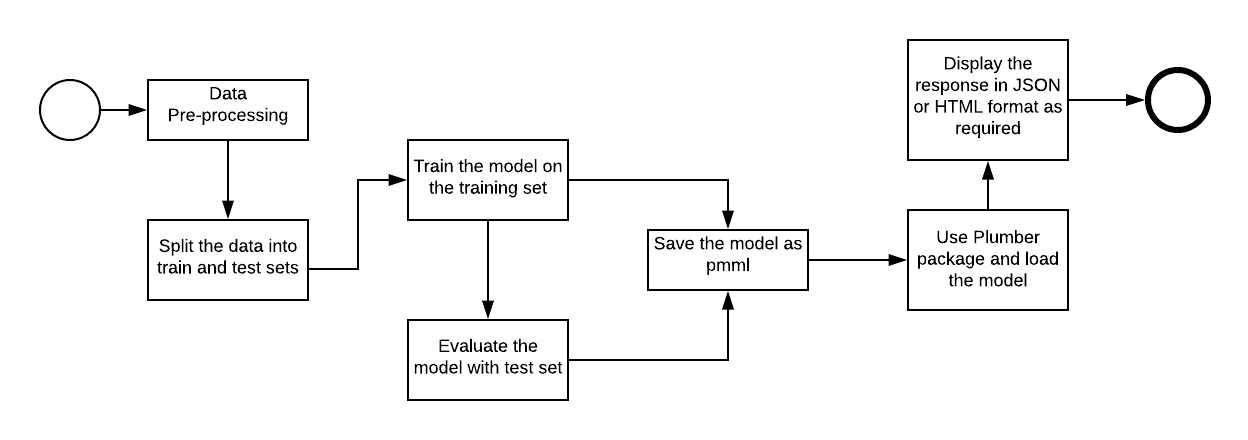 Data
Pre-processing
Split the data into
train and test sets
Train the model on
the training set
Evaluate the
model with test set
Save the model as
pmml
Use Plumber
package and load
the model
Display the
response in JSON
or HTML format as
required